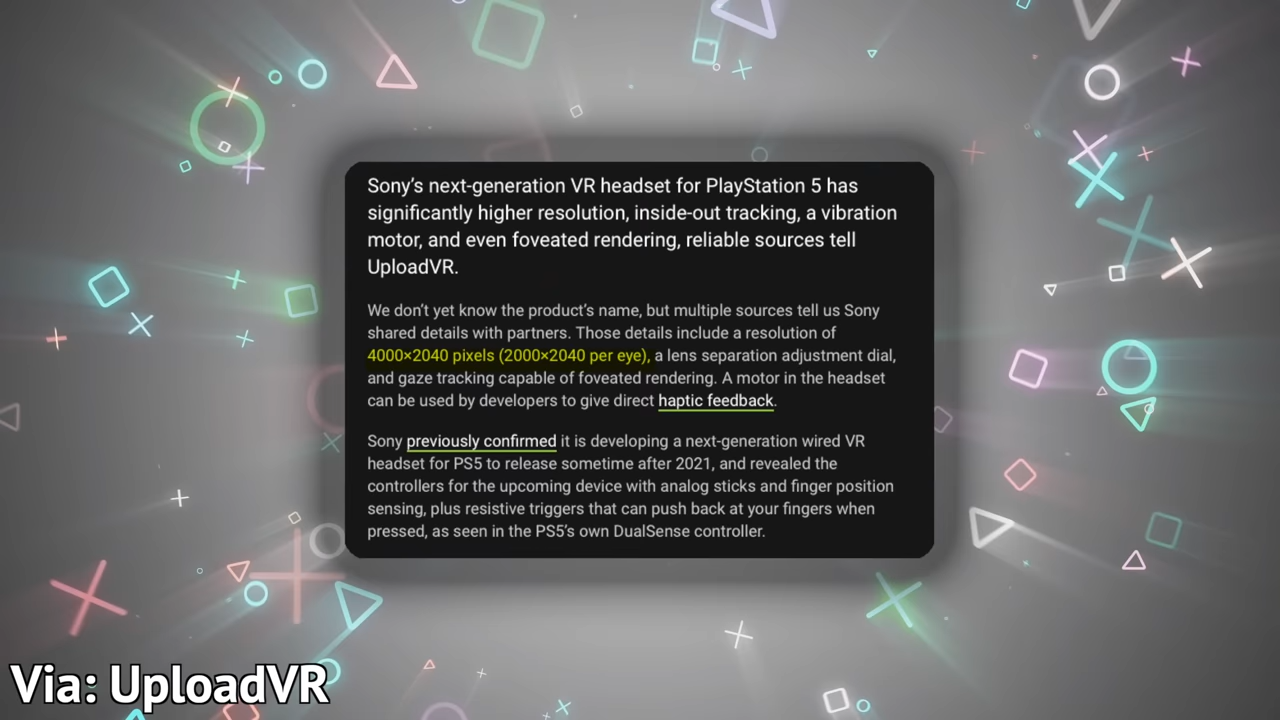 Sony’s next-generation VR headset for PlayStation 5 has
significantly higher resolution, inside-out tracking, a vibration
motor, and even foveated rendering, reliable sources tell
UploadVR.
We don’t yet know the product’s name, but multiple sources tell us Sony
shared details with partners. Those details include a resolution of
4000×2040 pixels (2000×2040 per eye), a lens separation adjustment dial,
and gaze tracking capable of foveated rendering. A motor in the headset
can be used by developers to give direct haptic feedback.
Sony previously confirmed it is developing a next-generation wired VR
headset for PS5 to release sometime after 2021, and revealed the
controllers for the upcoming device with analog sticks and finger position
sensing, plus resistive triggers that can push back at your fingers when
pressed, as seen in the PS5’s own DualSense controller.
Via: UploadVR